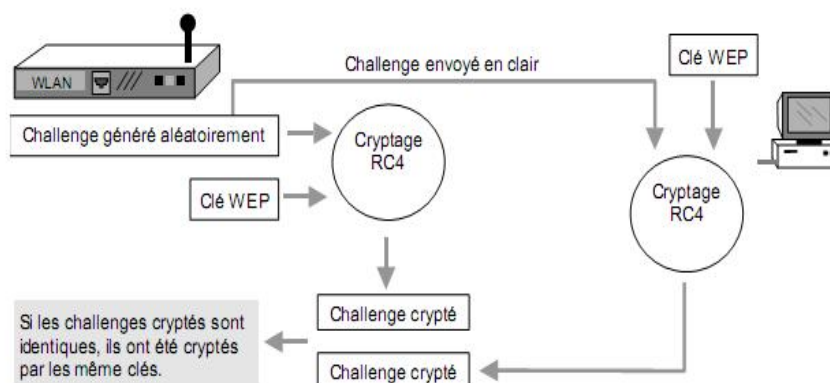 WLAN
Challenge envoyé en clair
Clé WEP
Challenge généré aléatoirement
Cryptage
RC4
Clé WEP
Cryptage
RC4
Challenge crypté
Si les challenges cryptés sont
identiques, ils ont été cryptés
par les même clés.
Challenge crypté